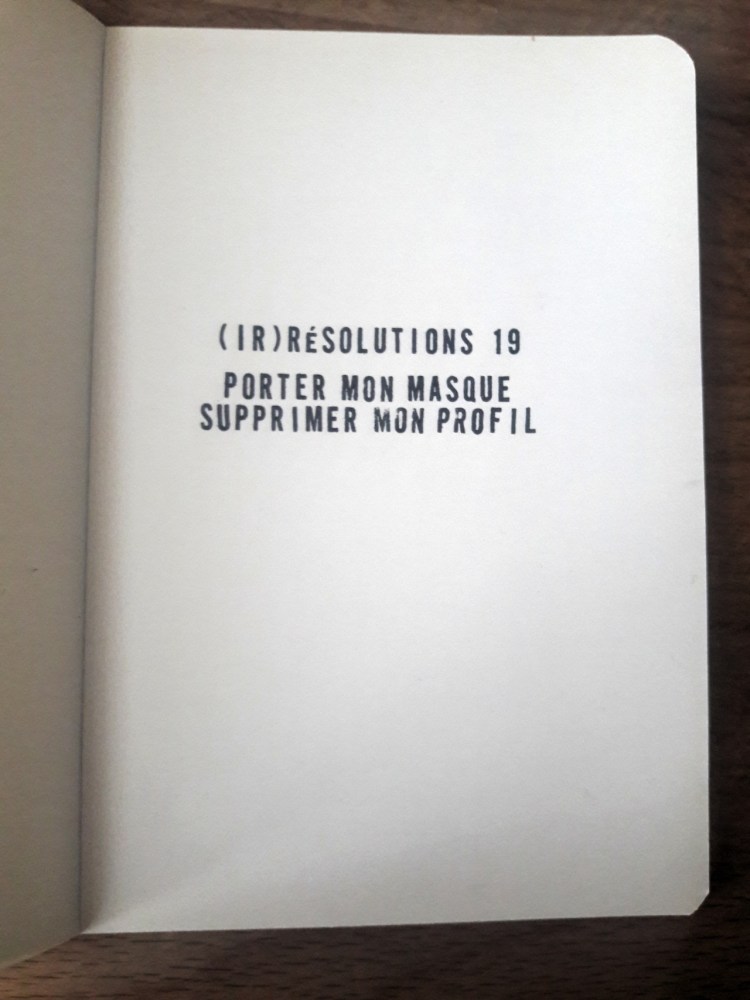 (IR)RÉSOLUTIONS 19
PORTER MON MASQUE
SUPPRIMER MON PROFIL